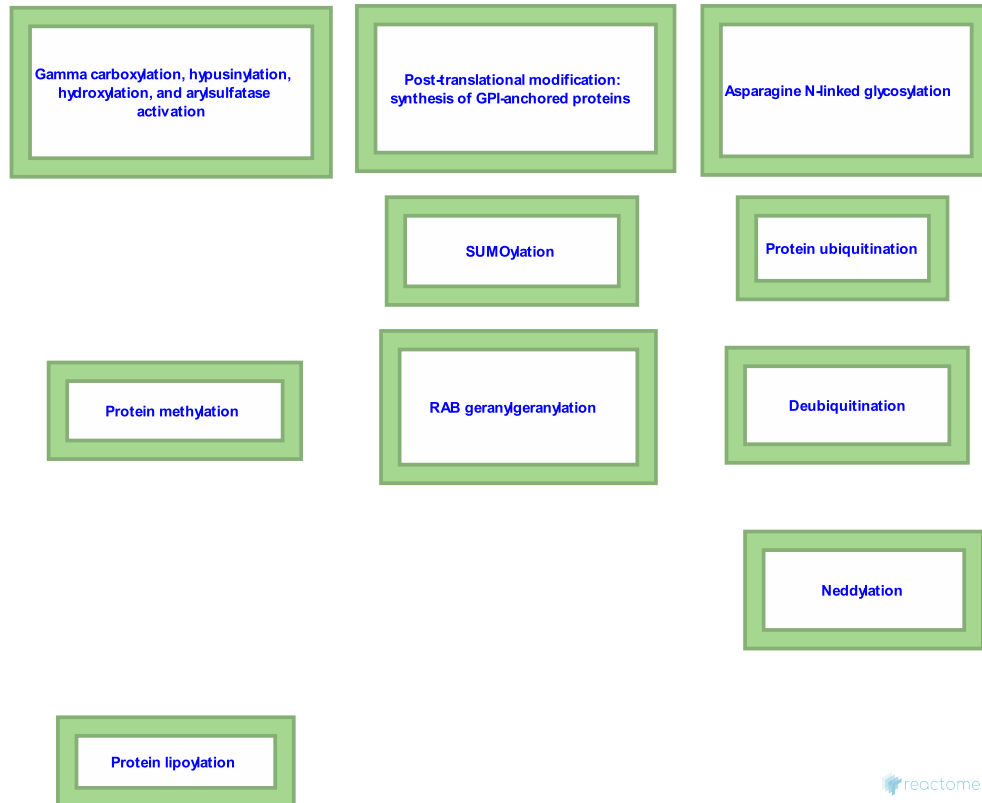 Gamma carboxylation, hypusinylation,
hydroxylation, and arylsulfatase
activation
Post-translational modification:
synthesis of GPI-anchored proteins
Asparagine N-linked glycosylation
SUMOylation
Protein ubiquitination
Protein methylation
RAB geranylgeranylation
Deubiquitination
Neddylation
Protein lipoylation
reactome